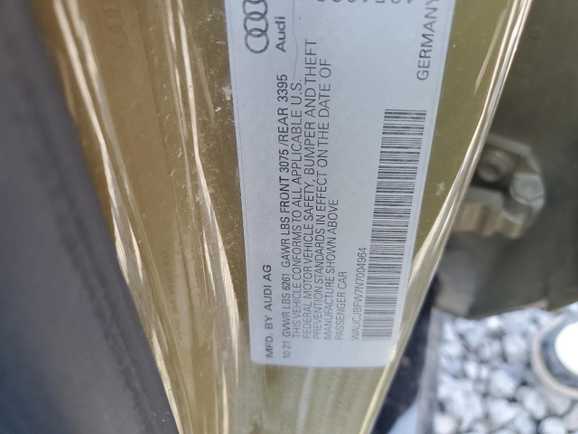 Audi
GERMANY
MFD. BY AUDI AG
10 21 GVWR LBS 6261 GAWR LBS FRONT 3075 /REAR 3395
THIS VEHICLE CONFORMS TO ALL APPLICABLE U.S.
FEDERAL MOTOR VEHICLE SAFETY, BUMPER AND THEFT
PREVENTION STANDARDS IN EFFECT ON THE DATE OF
MANUFACTURE SHOWN ABOVE
PASSENGER CAR
WAUCJBFW7N7004964